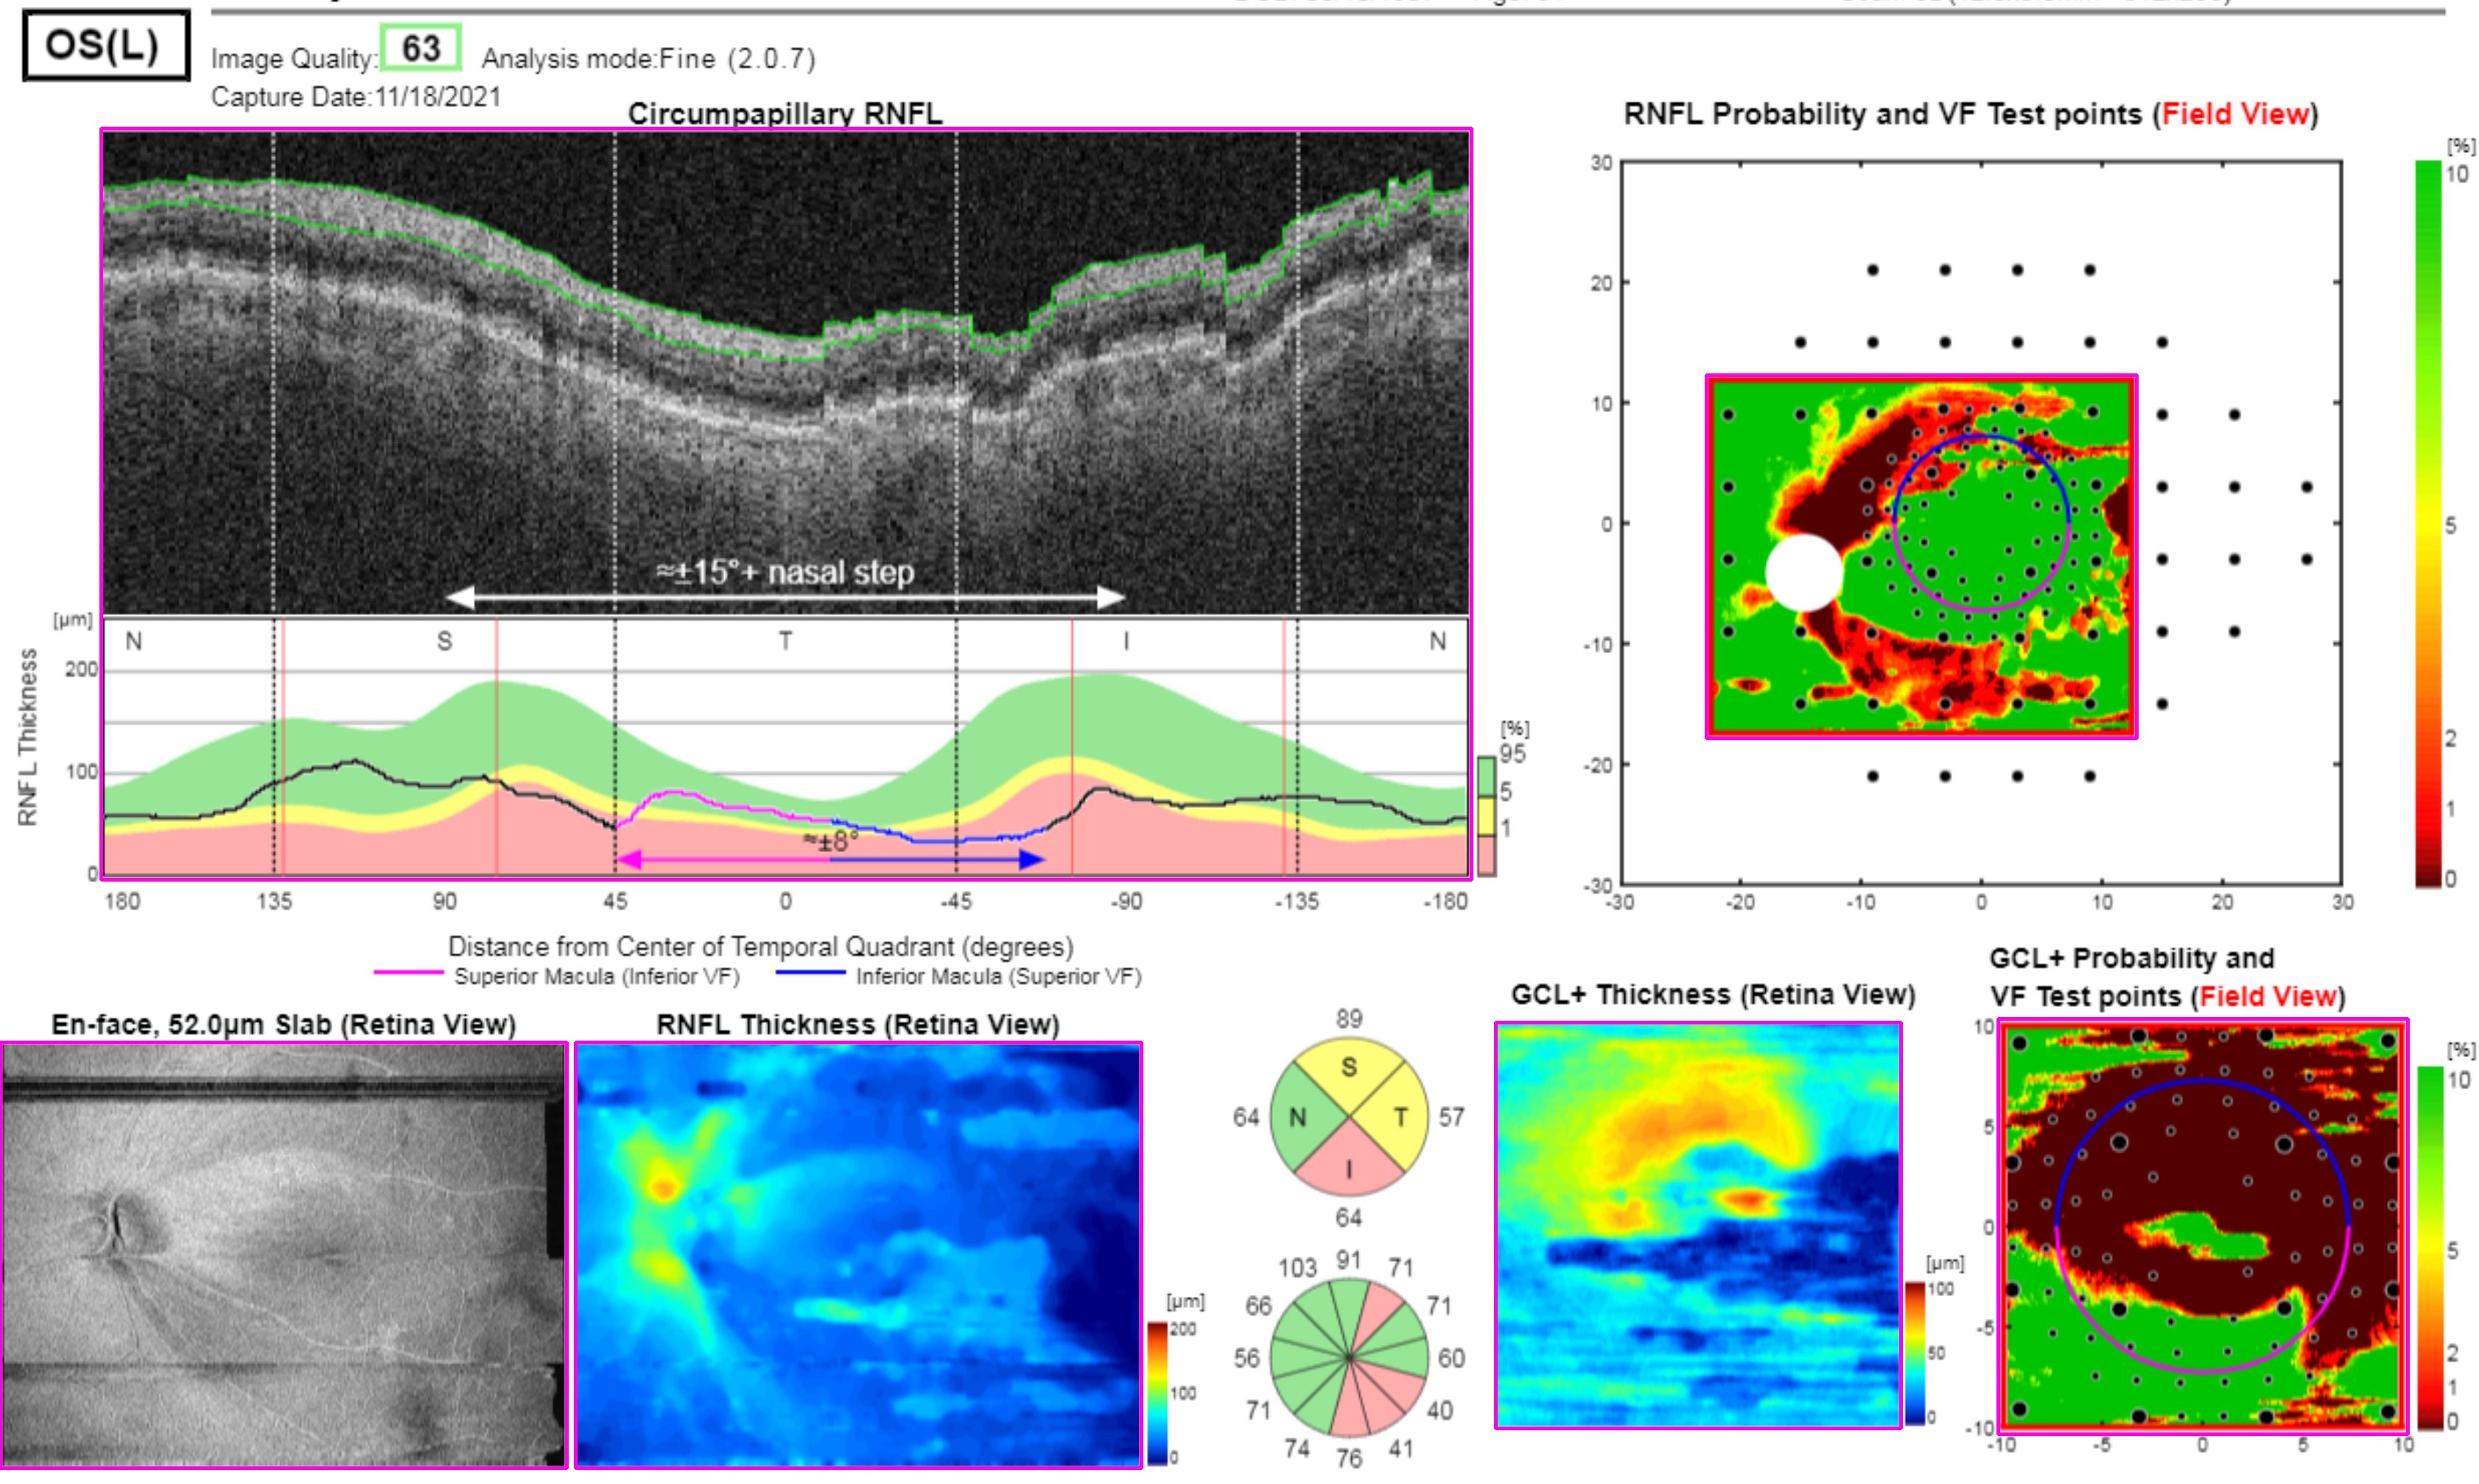 OS(L)
Image Quality: 63 Analysis mode:Fine (2.0.7)
Capture Date:11/18/2021
Circumpapillary RNFL
≈±15°+ nasal step
[µm]
N S T I N
200
100
0
RNFL Thickness
≈±8°
180 135 90 45 0 -45 -90 -135 -180
Distance from Center of Temporal Quadrant (degrees)
Superior Macula (Inferior VF) Inferior Macula (Superior VF)
[%]
95
5
1
RNFL Probability and VF Test points (Field View)
30
20
10
0
-10
-20
-30
-30 -20 -10 0 10 20 30
[%]
10
5
2
1
0
En-face, 52.0µm Slab (Retina View)
RNFL Thickness (Retina View)
[µm]
200
100
0
89
S
64 N T 57
I
64
103 91 71
66 71
56 60
71 40
74 76 41
GCL+ Thickness (Retina View)
[µm]
100
50
0
GCL+ Probability and
VF Test points (Field View)
10
5
0
-5
-10
-10 -5 0 5 10
[%]
10
5
2
1
0